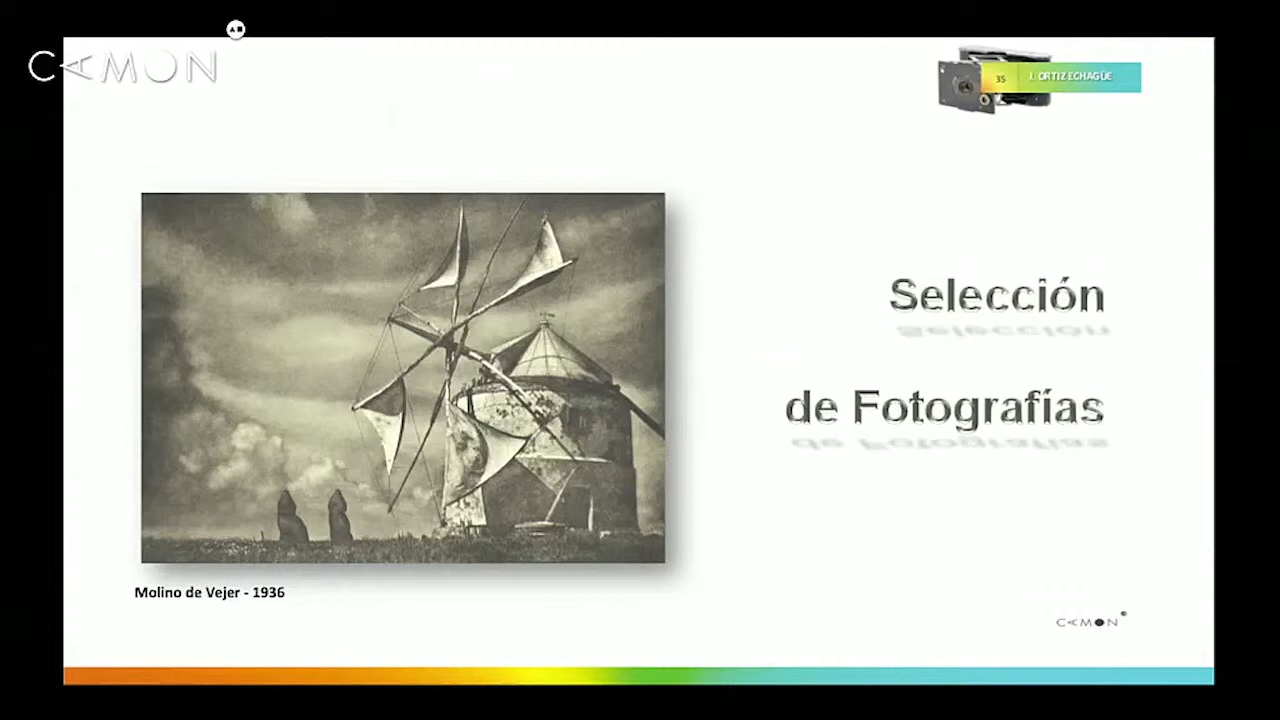 CAMON
35 J. ORTIZ ECHAGÜE
Selección
de Fotografías
Molino de Vejer - 1936
CAMON